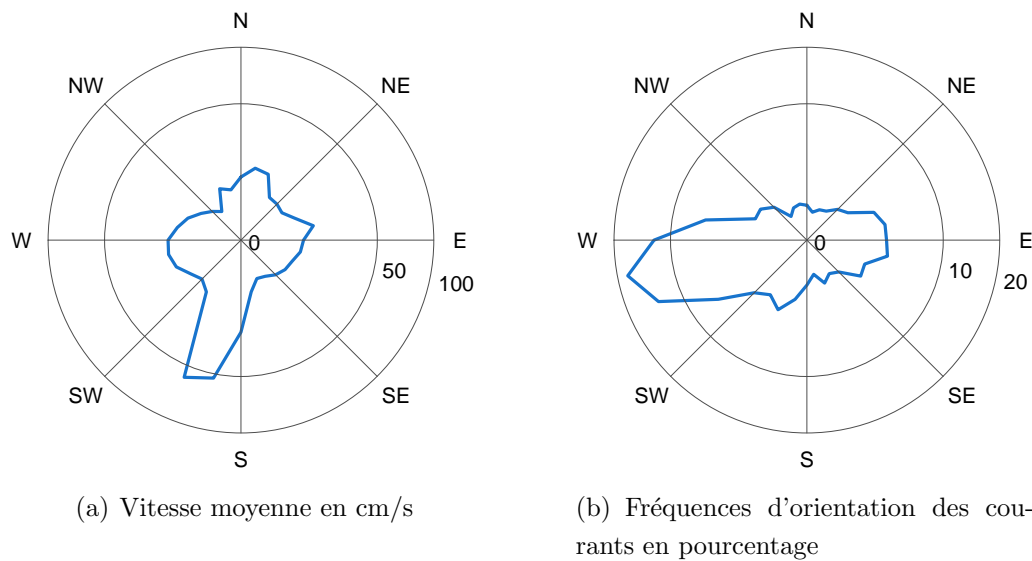 N
N
NW
NE
NW
NE
W
0
E
W
0
E
50
100
10
20
SW
SE
SW
SE
S
S
(a) Vitesse moyenne en cm/s
(b) Fréquences d'orientation des cou-
rants en pourcentage